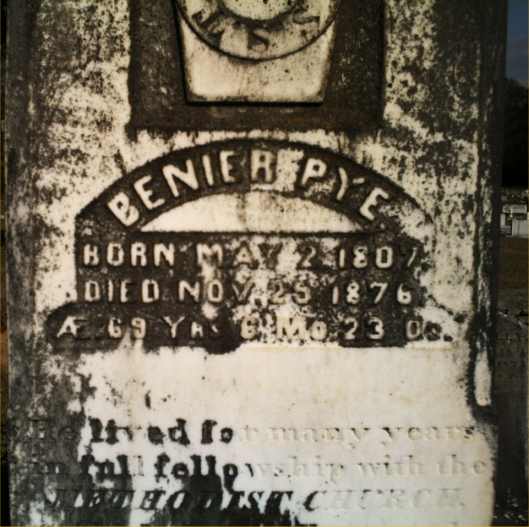 BENIER PYE
BORN MAY 2 1807
DIED NOV. 25 1876
Æ. 69 Yrs 6 Mo. 23 Ds.
He lived for many years
in full fellowship with the
METHODIST CHURCH